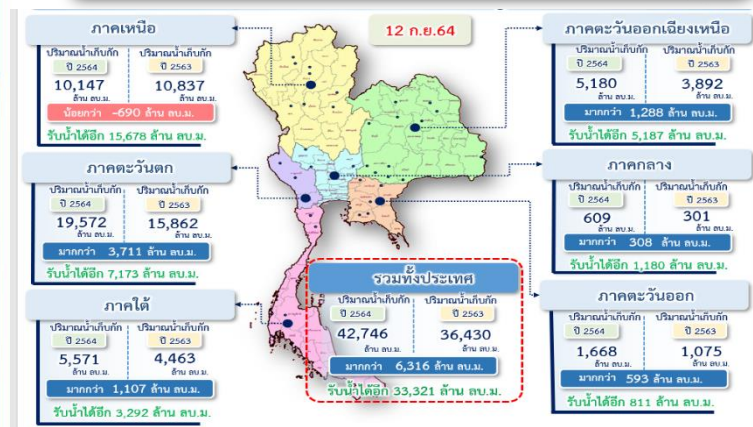 12 ก.ย.64
ภาคเหนือ
ปริมาณน้ำเก็บกัก ปริมาณน้ำเก็บกัก
ปี 2564 ปี 2563
10,147 10,837
ล้าน ลบ.ม. ล้าน ลบ.ม.
น้อยกว่า -690 ล้าน ลบ.ม.
รับน้ำได้อีก 15,678 ล้าน ลบ.ม.
ภาคตะวันออกเฉียงเหนือ
ปริมาณน้ำเก็บกัก ปริมาณน้ำเก็บกัก
ปี 2564 ปี 2563
5,180 3,892
ล้าน ลบ.ม. ล้าน ลบ.ม.
มากกว่า 1,288 ล้าน ลบ.ม.
รับน้ำได้อีก 5,187 ล้าน ลบ.ม.
ภาคตะวันตก
ปริมาณน้ำเก็บกัก ปริมาณน้ำเก็บกัก
ปี 2564 ปี 2563
19,572 15,862
ล้าน ลบ.ม. ล้าน ลบ.ม.
มากกว่า 3,711 ล้าน ลบ.ม.
รับน้ำได้อีก 7,173 ล้าน ลบ.ม.
ภาคกลาง
ปริมาณน้ำเก็บกัก ปริมาณน้ำเก็บกัก
ปี 2564 ปี 2563
609 301
ล้าน ลบ.ม. ล้าน ลบ.ม.
มากกว่า 308 ล้าน ลบ.ม.
รับน้ำได้อีก 1,180 ล้าน ลบ.ม.
ภาคใต้
ปริมาณน้ำเก็บกัก ปริมาณน้ำเก็บกัก
ปี 2564 ปี 2563
5,571 4,463
ล้าน ลบ.ม. ล้าน ลบ.ม.
มากกว่า 1,107 ล้าน ลบ.ม.
รับน้ำได้อีก 3,292 ล้าน ลบ.ม.
รวมทั้งประเทศ
ปริมาณน้ำเก็บกัก ปริมาณน้ำเก็บกัก
ปี 2564 ปี 2563
42,746 36,430
ล้าน ลบ.ม. ล้าน ลบ.ม.
มากกว่า 6,316 ล้าน ลบ.ม.
รับน้ำได้อีก 33,321 ล้าน ลบ.ม.
ภาคตะวันออก
ปริมาณน้ำเก็บกัก ปริมาณน้ำเก็บกัก
ปี 2564 ปี 2563
1,668 1,075
ล้าน ลบ.ม. ล้าน ลบ.ม.
มากกว่า 593 ล้าน ลบ.ม.
รับน้ำได้อีก 811 ล้าน ลบ.ม.